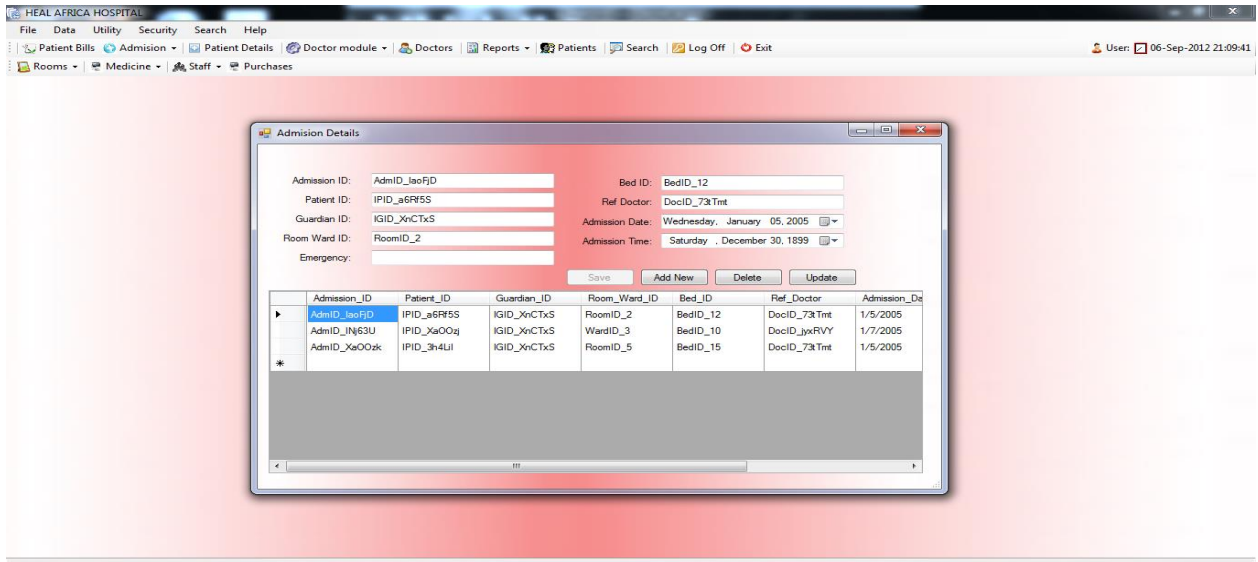 HEAL AFRICA HOSPITAL
File Data Utility Security Search Help
Patient Bills Admision Patient Details Doctor module Doctors Reports Patients Search Log Off Exit User: 06-Sep-2012 21:09:41
Rooms Medicine Staff Purchases
Admision Details
Admission ID: AdmID_IaoFjD Bed ID: BedID_12
Patient ID: IPID_a6Rf5S Ref Doctor: DocID_73tTmt
Guardian ID: IGID_XnCTxS Admission Date: Wednesday, January 05, 2005
Room Ward ID: RoomID_2 Admission Time: Saturday , December 30, 1899
Emergency:
Save Add New Delete Update
Admission_ID Patient_ID Guardian_ID Room_Ward_ID Bed_ID Ref_Doctor Admission_Da
AdmID_IaoFjD IPID_a6Rf5S IGID_XnCTxS RoomID_2 BedID_12 DocID_73tTmt 1/5/2005
AdmID_INj63U IPID_XaOOzj IGID_XnCTxS WardID_3 BedID_10 DocID_jyxRVY 1/7/2005
AdmID_XaOOzk IPID_3h4LiI IGID_XnCTxS RoomID_5 BedID_15 DocID_73tTmt 1/5/2005